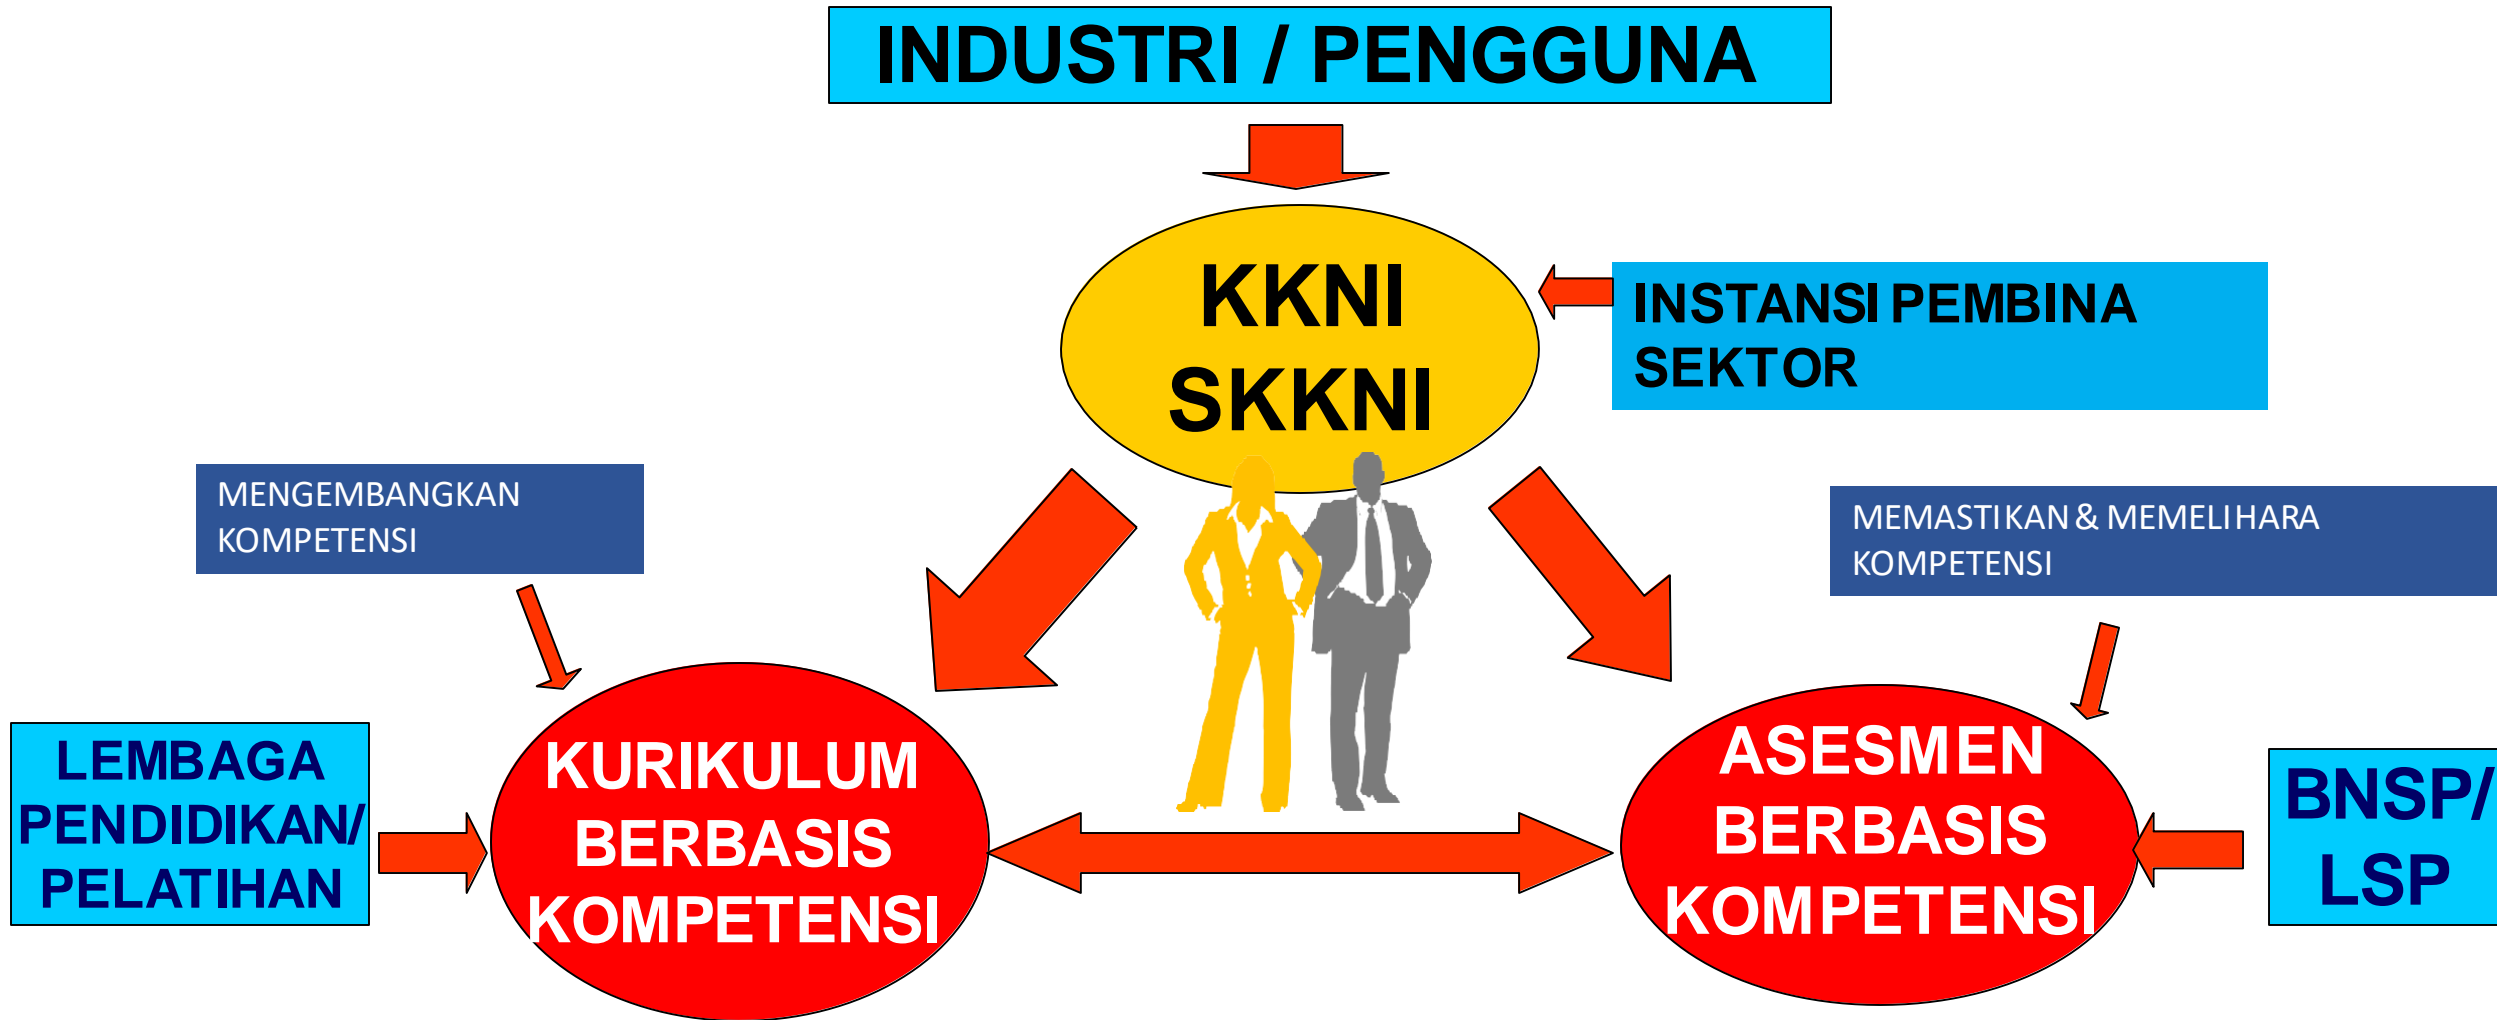 INDUSTRI / PENGGUNA
KKNI
SKKNI
INSTANSI PEMBINA
SEKTOR
MENGEMBANGKAN
KOMPETENSI
MEMASTIKAN & MEMELIHARA
KOMPETENSI
LEMBAGA
PENDIDIKAN/
PELATIHAN
KURIKULUM
BERBASIS
KOMPETENSI
ASESMEN
BERBASIS
KOMPETENSI
BNSP/
LSP